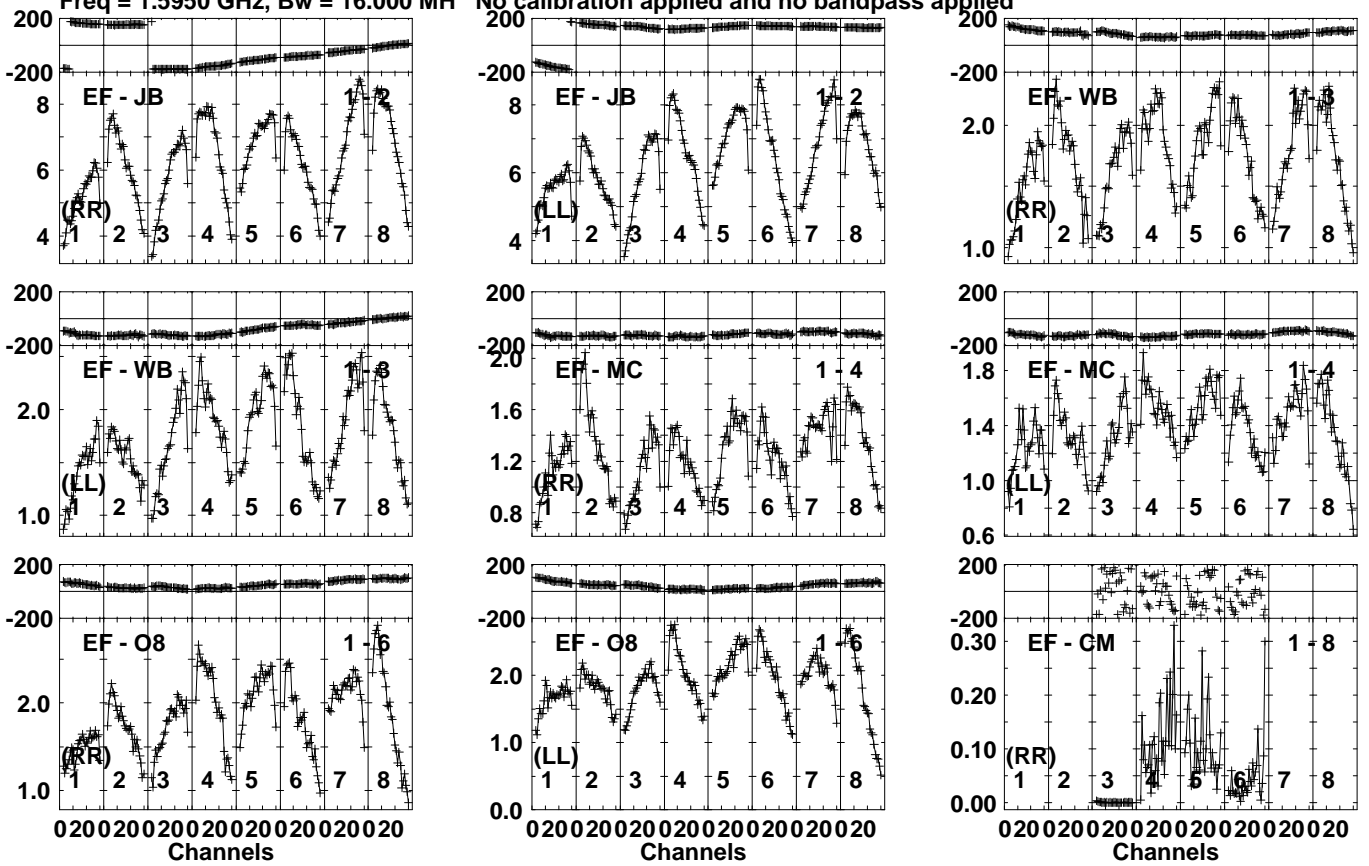 Freq = 1.5950 GHz, Bw = 16.000 MH No calibration applied and no bandpass applied
200 200 200
-200 -200 -200
EF - JB 1 - 2 EF - JB 1 - 2 EF - WB 1 - 3
8 8 2.0
6 6
(RR) (LL) (RR)
4 1 2 3 4 5 6 7 8 4 1 2 3 4 5 6 7 8 1.0 1 2 3 4 5 6 7 8
200 200 200
-200 -200 -200
EF - WB 1 - 3 EF - MC 1 - 4 EF - MC 1 - 4
2.0 2.0 1.8
1.6 1.4
1.2 1.0
(LL) (RR) (LL)
1.0 1 2 3 4 5 6 7 8 0.8 1 2 3 4 5 6 7 8 1 2 3 4 5 6 7 8
0.6
200 200 200
-200 -200 -200
EF - O8 1 - 6 EF - O8 1 - 6 EF - CM 1 - 8
0.30
2.0 2.0 0.20
(RR) 1.0 (LL) 0.10 (RR)
1.0 1 2 3 4 5 6 7 8 1 2 3 4 5 6 7 8 0.00 1 2 3 4 5 6 7 8
0.0
0 20 0 20 0 20 0 20 0 20 0 20 0 20 0 20 0 20 0 20 0 20 0 20 0 20 0 20 0 20 0 20 0 20 0 20 0 20 0 20 0 20 0 20 0 20 0 20
Channels Channels Channels